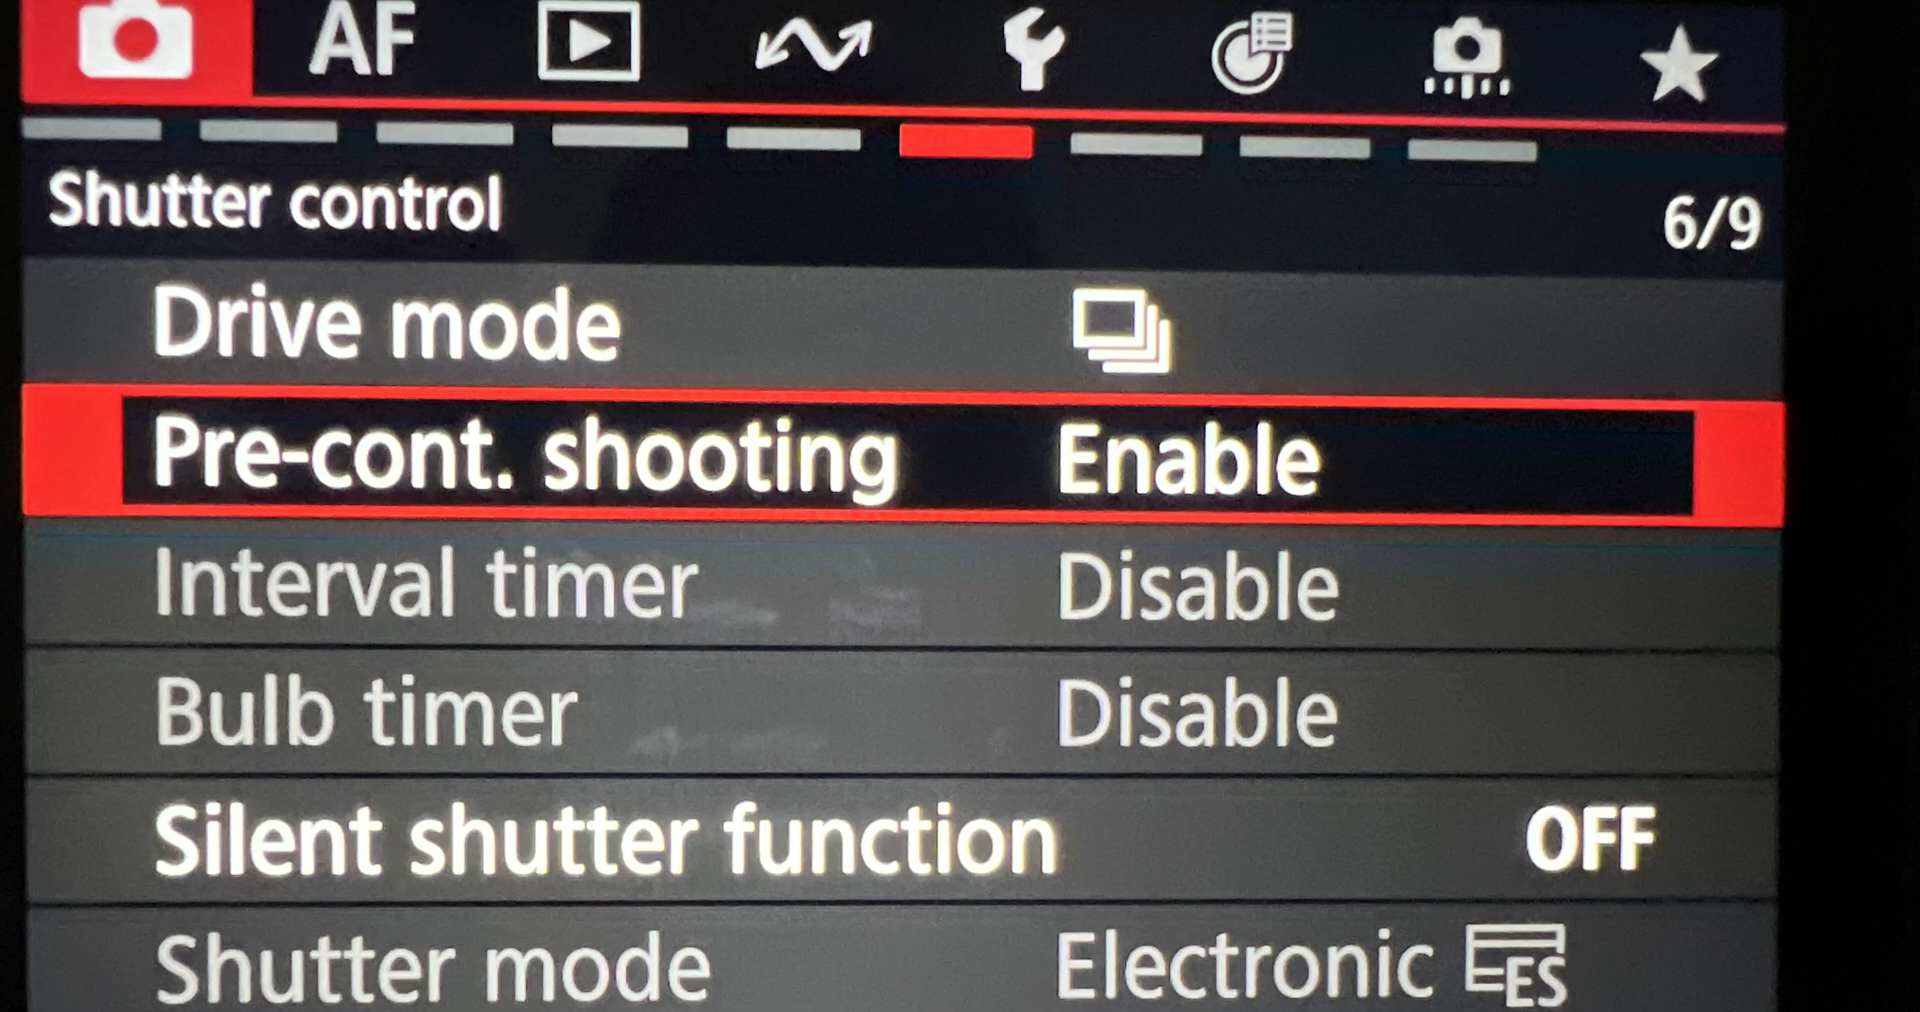 AF
Shutter control 6/9
Drive mode
Pre-cont. shooting Enable
Interval timer Disable
Bulb timer Disable
Silent shutter function OFF
Shutter mode Electronic ES